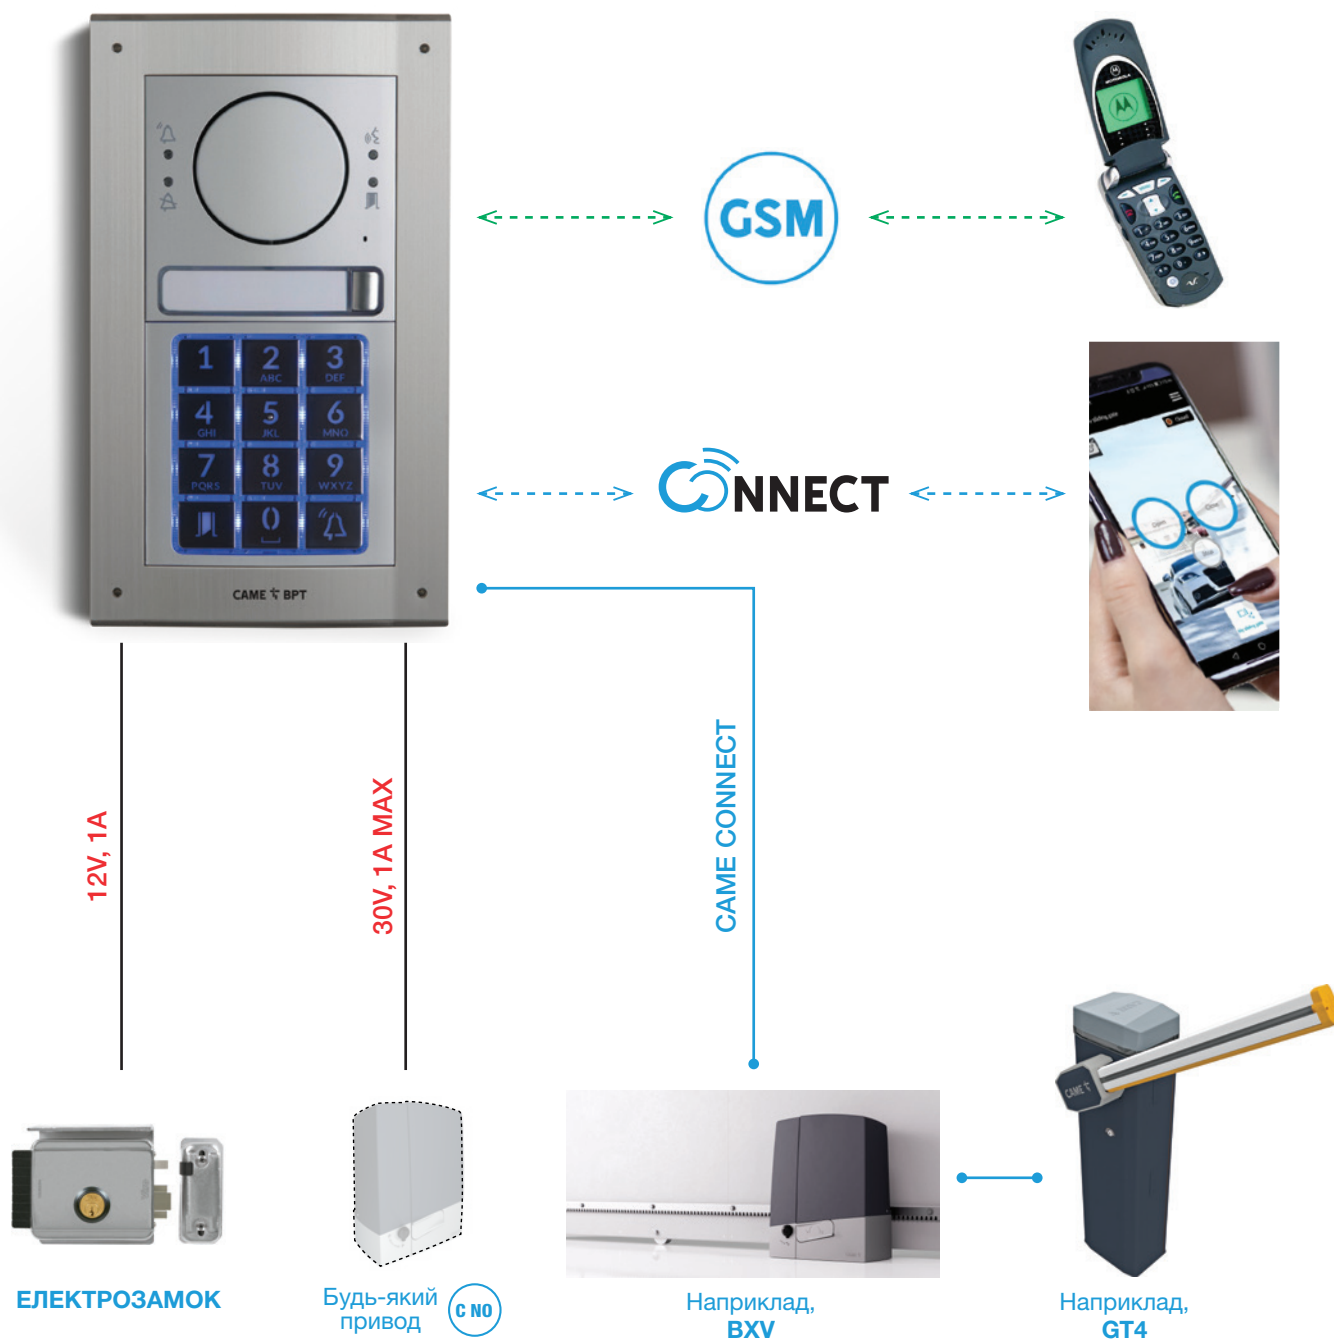 GSM
MOTOROLA
1
2
ABC
3
DEF
4
GHI
5
JKL
6
MNO
7
PQRS
8
TUV
9
WXYZ
0
CONNECT
CAME BPT
12V, 1A
30V, 1A MAX
CAME CONNECT
CAME
ЕЛЕКТРОЗАМОК
Будь-який
привод
C NO
Наприклад,
BXV
Наприклад,
GT4